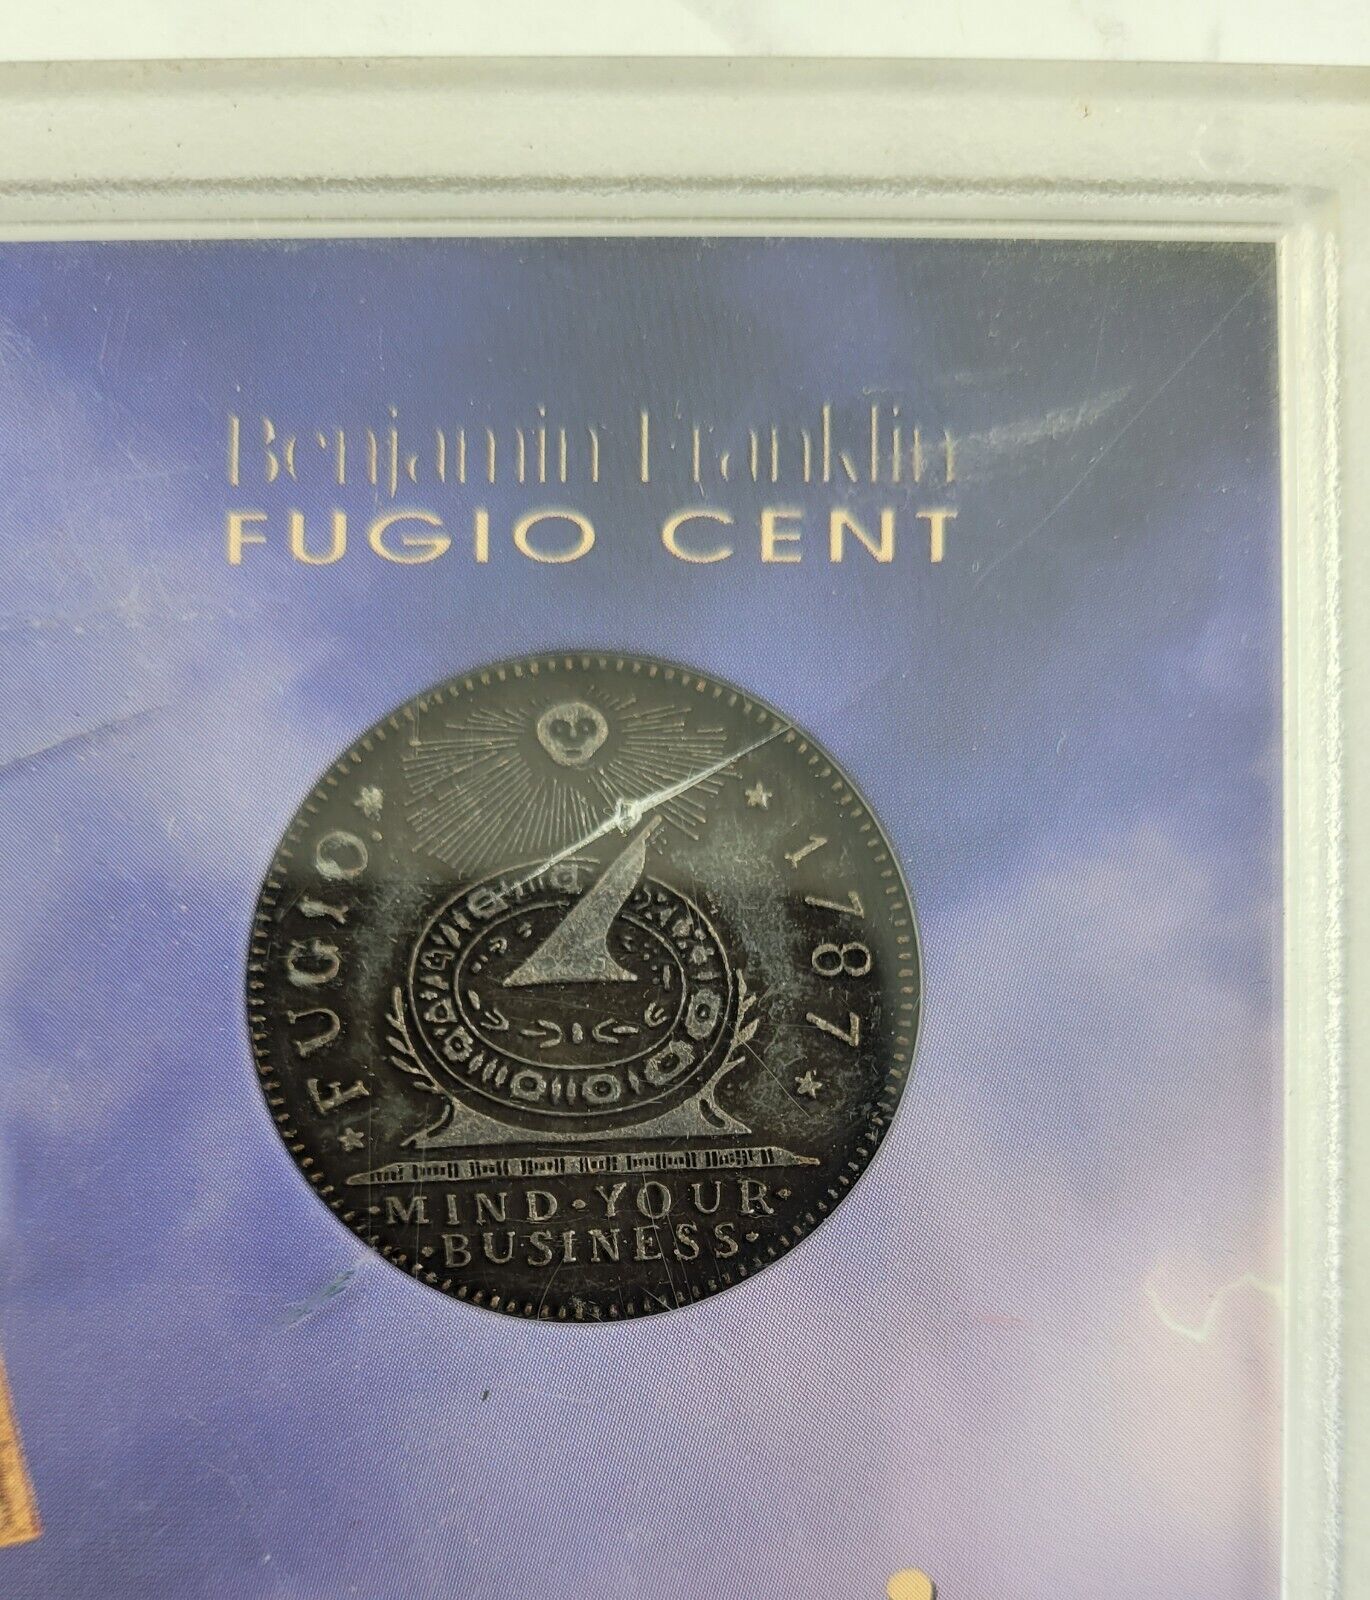 Benjamin Franklin
FUGIO CENT
FUGIO.
1787
·MIND·YOUR·
·BUSINESS·